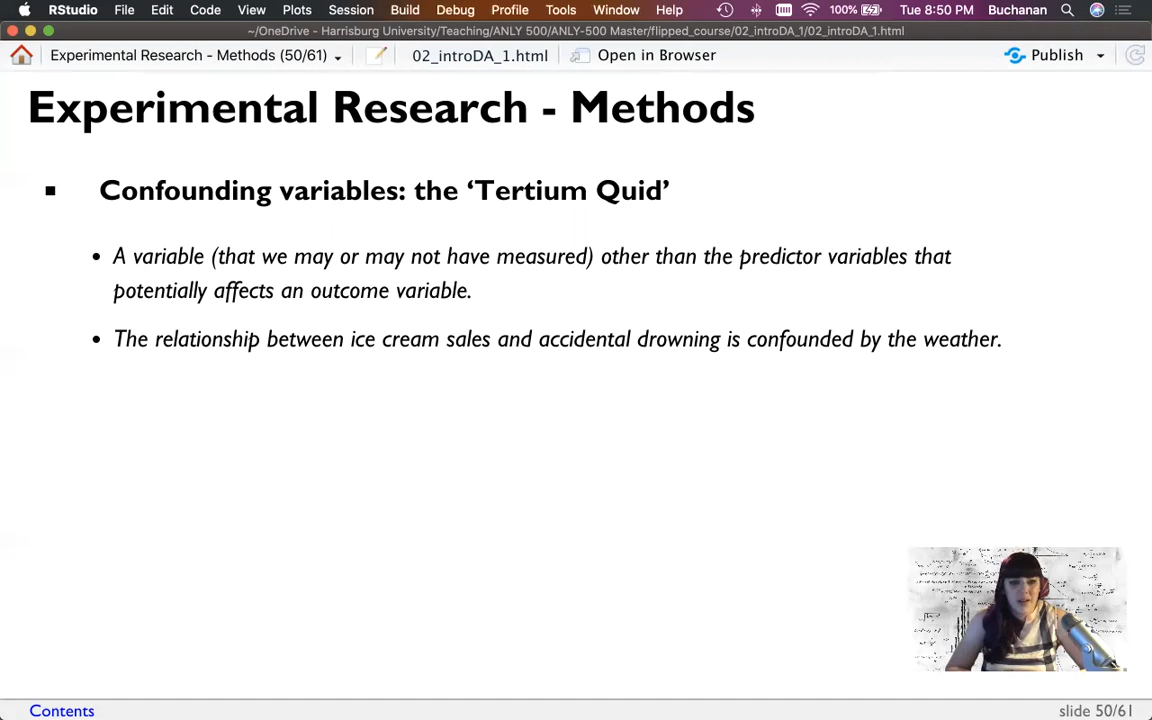 RStudio File Edit Code View Plots Session Build Debug Profile Tools Window Help 100% Tue 8:50 PM Buchanan
~/OneDrive - Harrisburg University/Teaching/ANLY 500/ANLY-500 Master/flipped_course/02_introDA_1/02_introDA_1.html
Experimental Research - Methods (50/61) 02_introDA_1.html Open in Browser Publish
Experimental Research - Methods
Confounding variables: the ‘Tertium Quid’
• A variable (that we may or may not have measured) other than the predictor variables that
potentially affects an outcome variable.
• The relationship between ice cream sales and accidental drowning is confounded by the weather.
Contents slide 50/61